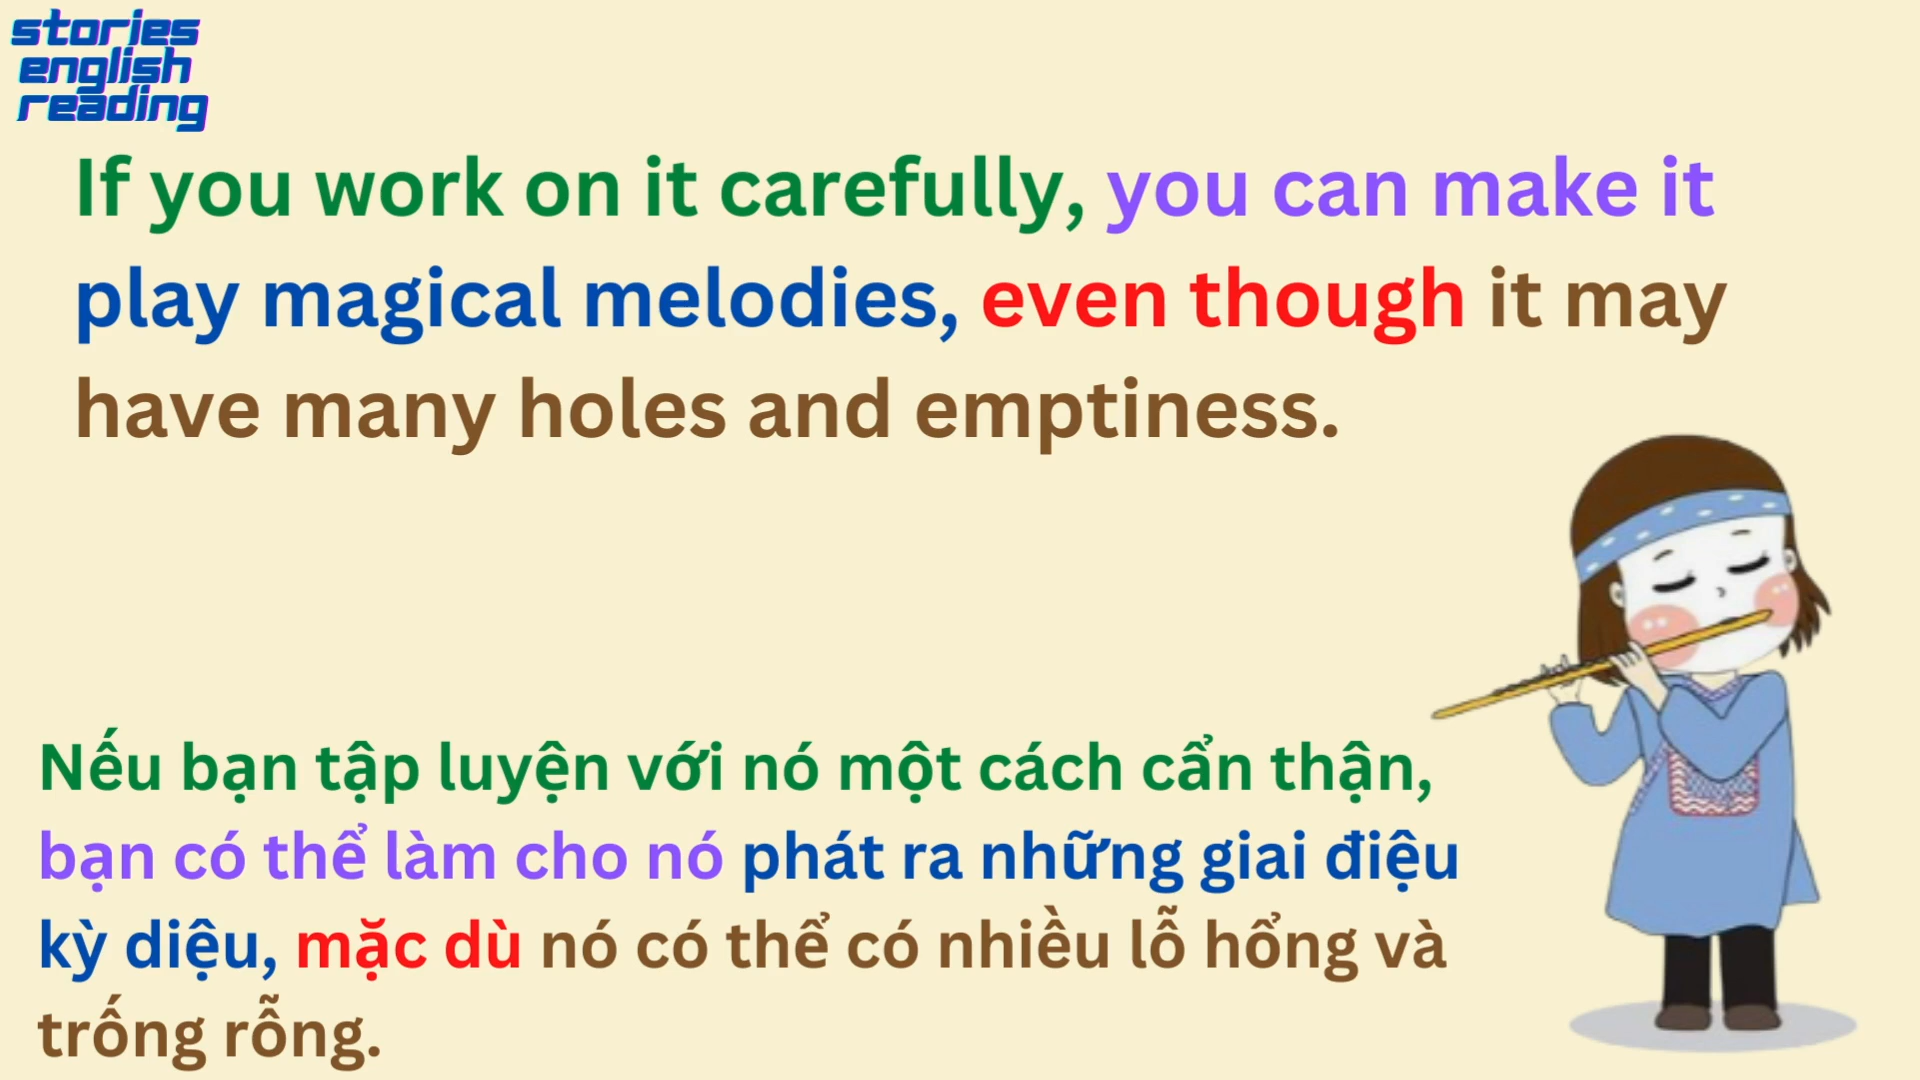 stories
english
reading
If you work on it carefully, you can make it
play magical melodies, even though it may
have many holes and emptiness.
Nếu bạn tập luyện với nó một cách cẩn thận,
bạn có thể làm cho nó phát ra những giai điệu
kỳ diệu, mặc dù nó có thể có nhiều lỗ hổng và
trống rỗng.